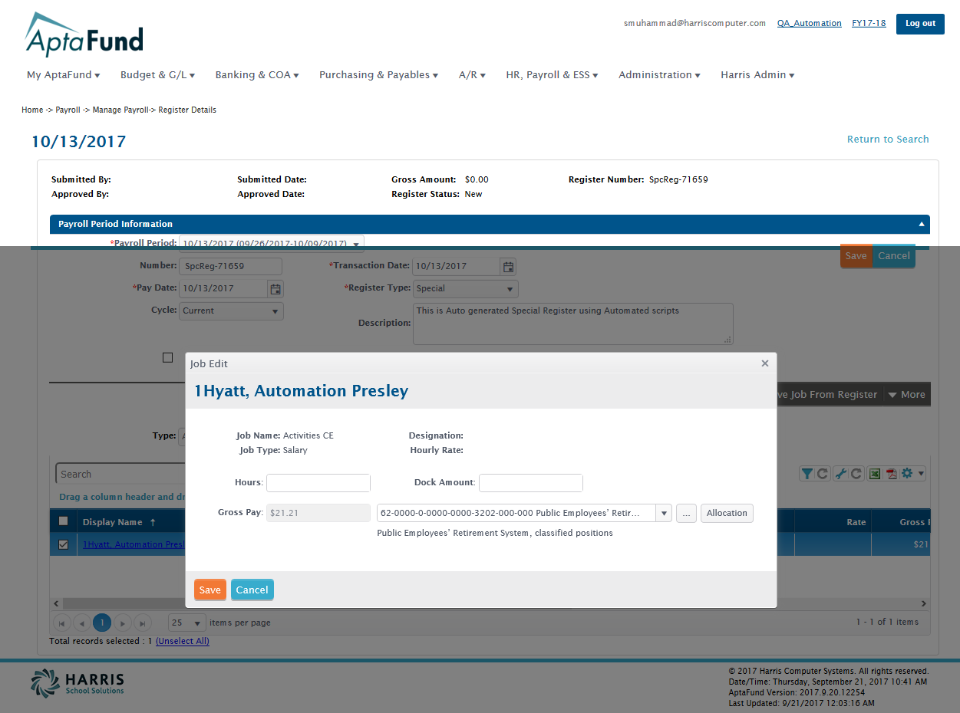 AptaFund
smuhammad@harriscomputer.com QA_Automation FY17-18 Log out
My AptaFund Budget & G/L Banking & COA Purchasing & Payables A/R HR, Payroll & ESS Administration Harris Admin
Home -> Payroll -> Manage Payroll-> Register Details
10/13/2017 Return to Search
Submitted By: Submitted Date: Gross Amount: $0.00 Register Number: SpcReg-71659
Approved By: Approved Date: Register Status: New
Payroll Period Information
*Payroll Period: 10/13/2017 (09/26/2017-10/09/2017)
Save Cancel
Number: SpcReg-71659 *Transaction Date: 10/13/2017
*Pay Date: 10/13/2017 *Register Type: Special
Cycle: Current Description: This is Auto generated Special Register using Automated scripts
Job Edit ×
1Hyatt, Automation Presley
Job From Register More
Job Name: Activities CE Designation:
Job Type: Salary Hourly Rate:
Type:
Search
Hours: Dock Amount:
Drag a column header and
Gross Pay: $21.21 62-0000-0-0000-0000-3202-000-000 Public Employees' Retir... ... Allocation
Public Employees' Retirement System, classified positions
Display Name ↑ Rate Gross
1Hyatt, Automation $21
Save Cancel
1 25 items per page 1 - 1 of 1 items
Total records selected : 1 (Unselect All)
HARRIS
School Solutions
© 2017 Harris Computer Systems. All rights reserved.
Date/Time: Thursday, September 21, 2017 10:41 AM
AptaFund Version: 2017.9.20.12254
Last Updated: 9/21/2017 12:03:16 AM